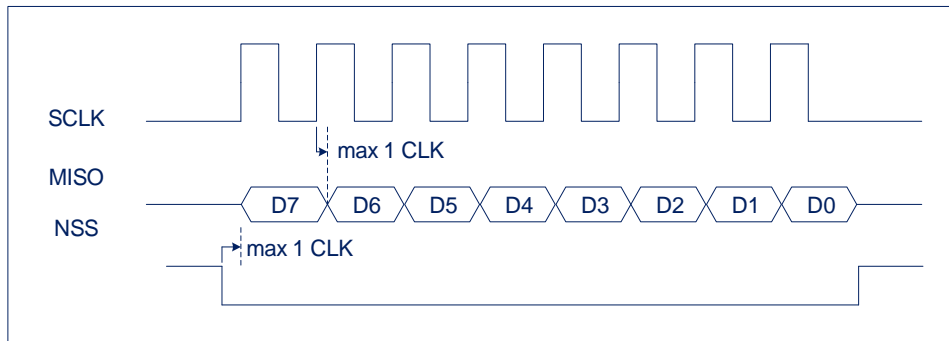 SCLK
max 1 CLK
MISO
D7 D6 D5 D4 D3 D2 D1 D0
NSS
max 1 CLK